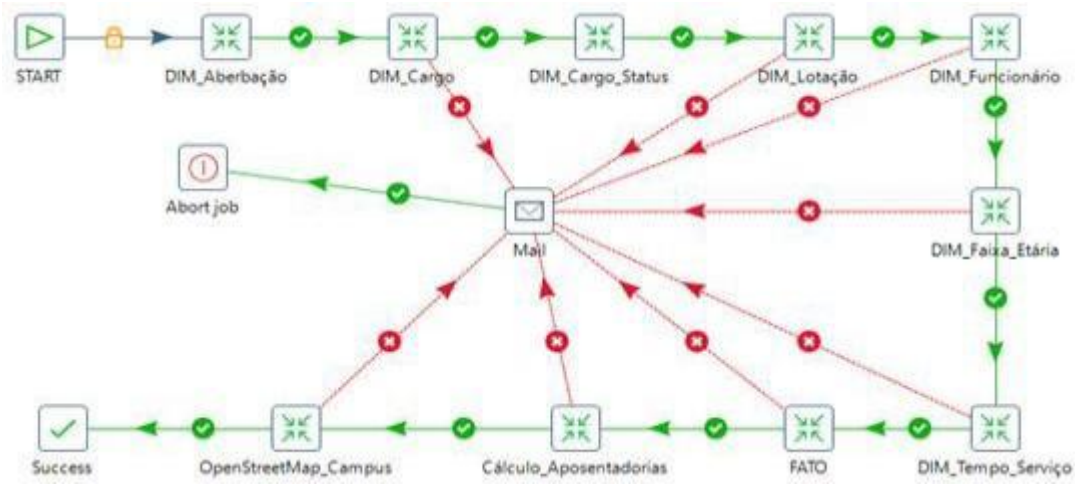 START
DIM_Aberbação
DIM_Cargo
DIM_Cargo_Status
DIM_Lotação
DIM_Funcionário
Abort job
Mail
DIM_Faixa_Etária
Success
OpenStreetMap_Campus
Cálculo_Aposentadorias
FATO
DIM_Tempo_Serviço